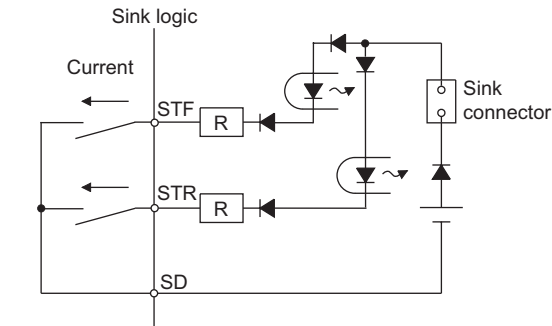 Sink logic
Current
STF
R
Sink
connector
STR
R
SD